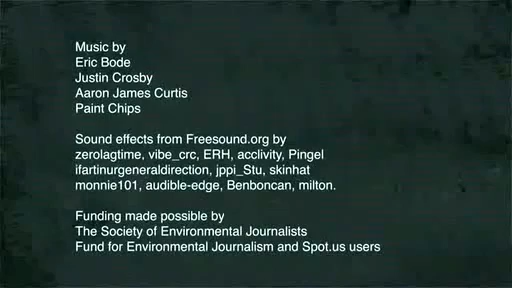 Music by
Eric Bode
Justin Crosby
Aaron James Curtis
Paint Chips
Sound effects from Freesound.org by
zerolagtime, vibe_crc, ERH, acclivity, Pingel
ifartinurgeneraldirection, jppi_Stu, skinhat
monnie101, audible-edge, Benboncan, milton.
Funding made possible by
The Society of Environmental Journalists
Fund for Environmental Journalism and Spot.us users